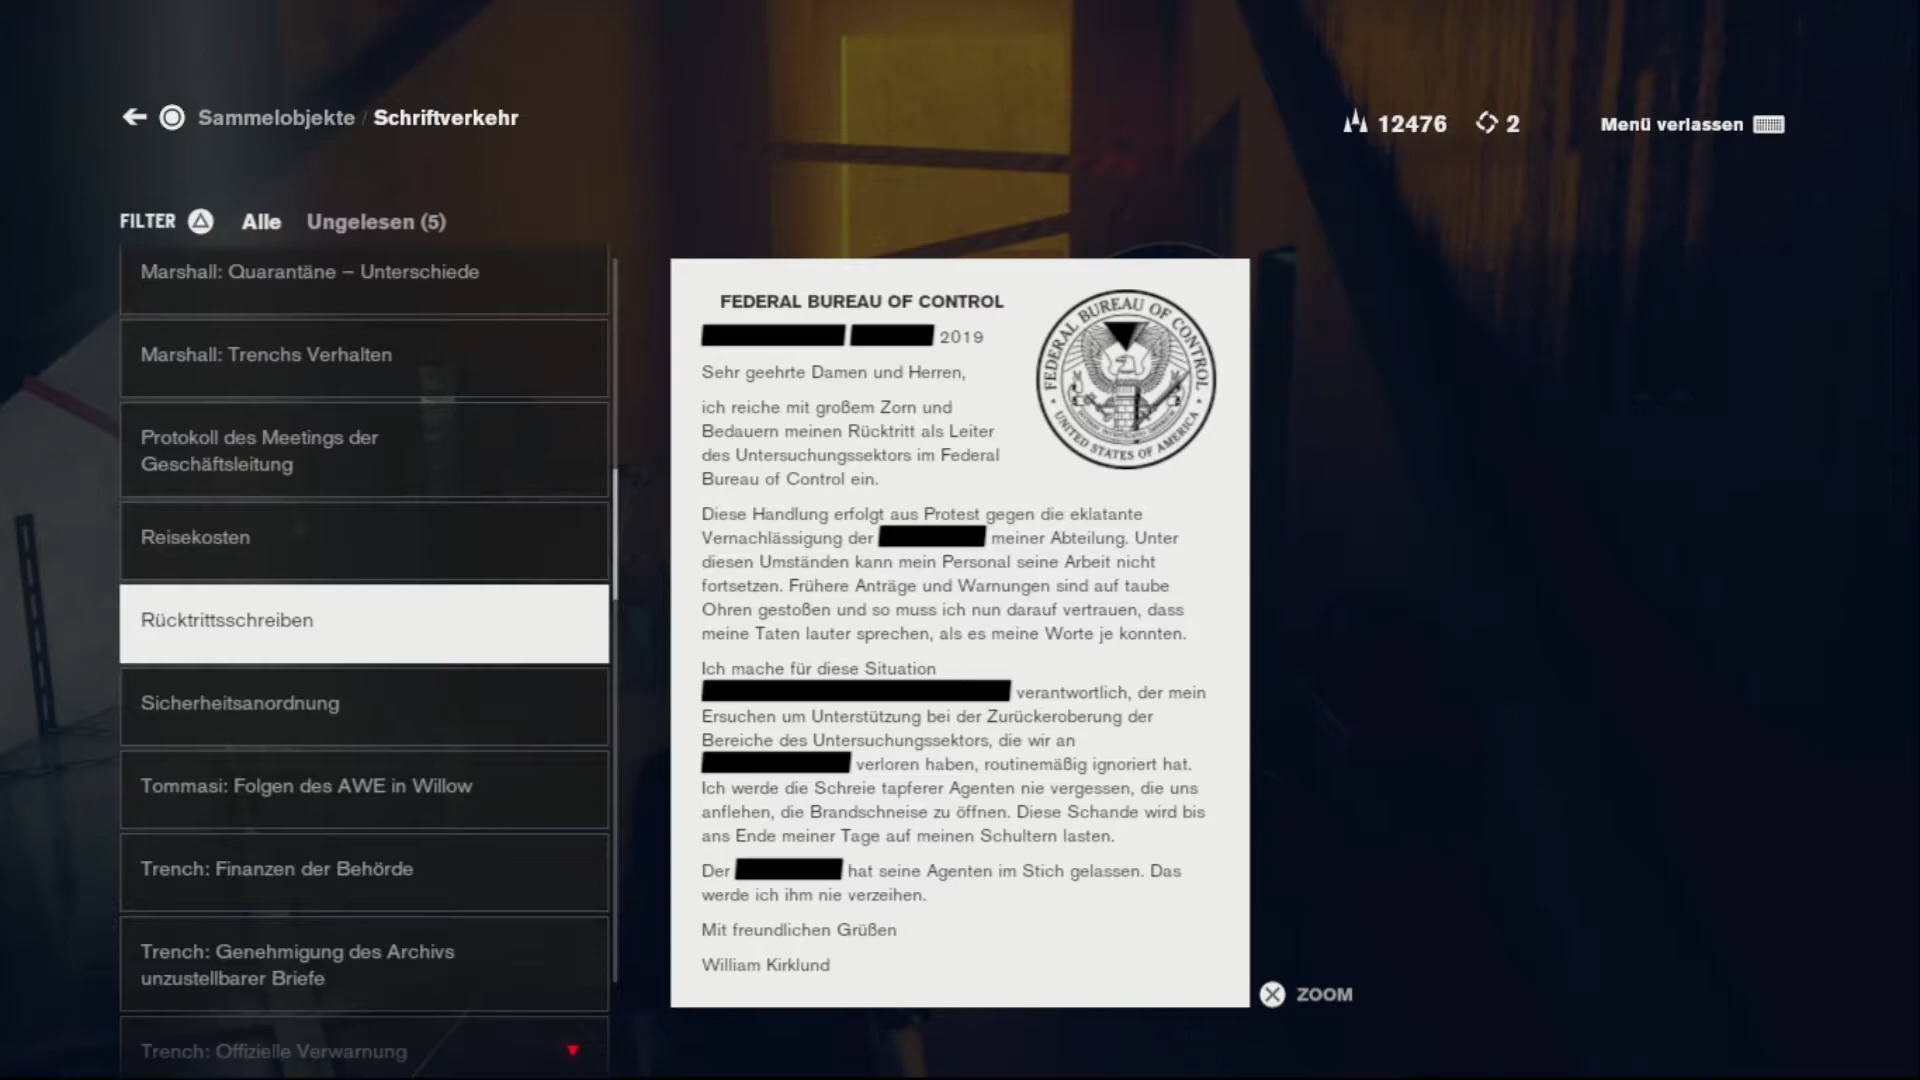 Sammelobjekte / Schriftverkehr
12476
2
Menü verlassen
FILTER Alle Ungelesen (5)
Marshall: Quarantäne – Unterschiede
Marshall: Trenchs Verhalten
Protokoll des Meetings der
Geschäftsleitung
Reisekosten
Rücktrittsschreiben
Sicherheitsanordnung
Tommasi: Folgen des AWE in Willow
Trench: Finanzen der Behörde
Trench: Genehmigung des Archivs
unzustellbarer Briefe
Trench: Offizielle Verwarnung
FEDERAL BUREAU OF CONTROL
2019
FEDERAL BUREAU OF CONTROL
UNITED STATES OF AMERICA
Sehr geehrte Damen und Herren,
ich reiche mit großem Zorn und
Bedauern meinen Rücktritt als Leiter
des Untersuchungssektors im Federal
Bureau of Control ein.
Diese Handlung erfolgt aus Protest gegen die eklatante
Vernachlässigung der meiner Abteilung. Unter
diesen Umständen kann mein Personal seine Arbeit nicht
fortsetzen. Frühere Anträge und Warnungen sind auf taube
Ohren gestoßen und so muss ich nun darauf vertrauen, dass
meine Taten lauter sprechen, als es meine Worte je konnten.
Ich mache für diese Situation
verantwortlich, der mein
Ersuchen um Unterstützung bei der Zurückeroberung der
Bereiche des Untersuchungssektors, die wir an
verloren haben, routinemäßig ignoriert hat.
Ich werde die Schreie tapferer Agenten nie vergessen, die uns
anflehen, die Brandschneise zu öffnen. Diese Schande wird bis
ans Ende meiner Tage auf meinen Schultern lasten.
Der hat seine Agenten im Stich gelassen. Das
werde ich ihm nie verzeihen.
Mit freundlichen Grüßen
William Kirklund
ZOOM